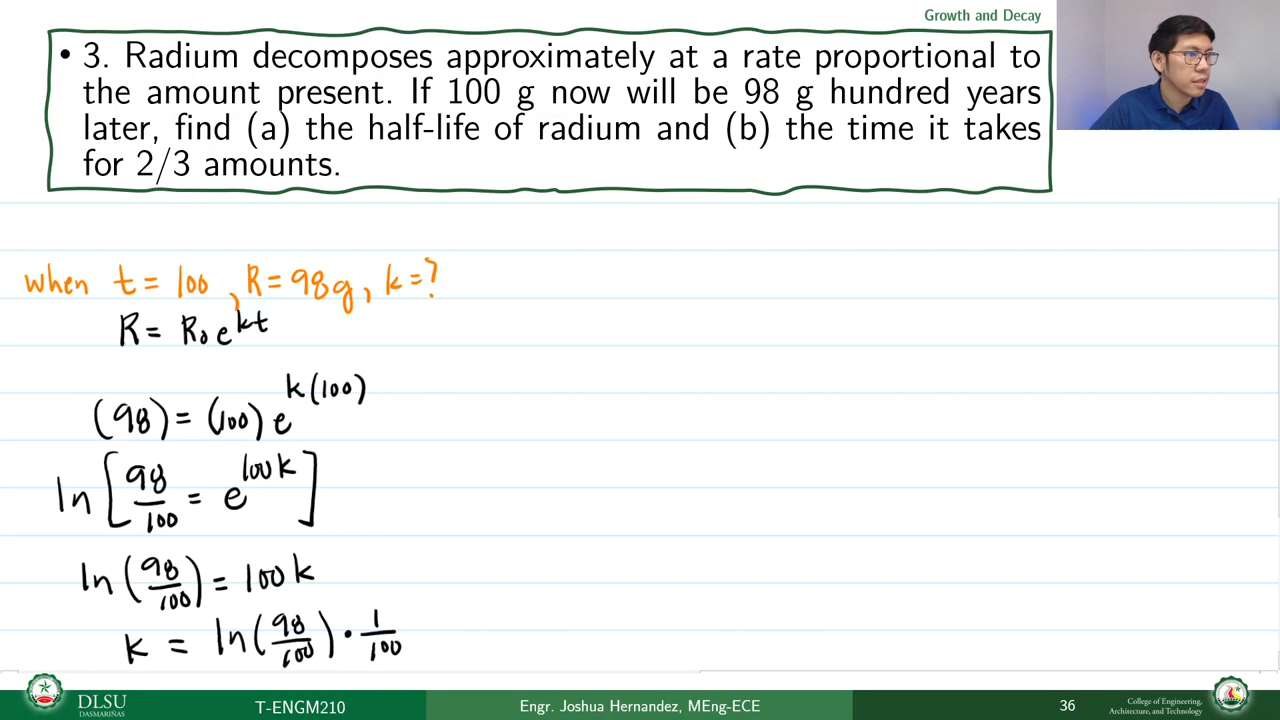 Growth and Decay
• 3. Radium decomposes approximately at a rate proportional to
the amount present. If 100 g now will be 98 g hundred years
later, find (a) the half-life of radium and (b) the time it takes
for 2/3 amounts.
when t = 100, R = 98g, k = ?
R = R₀e^{kt}
(98) = (100) e^{k(100)}
ln [98/100 = e^{100k}]
ln (98/100) = 100k
k = ln (98/100) · 1/100
DLSU
DASMARIÑAS
T-ENGM210
Engr. Joshua Hernandez, MEng-ECE
36
College of Engineering,
Architecture, and Technology